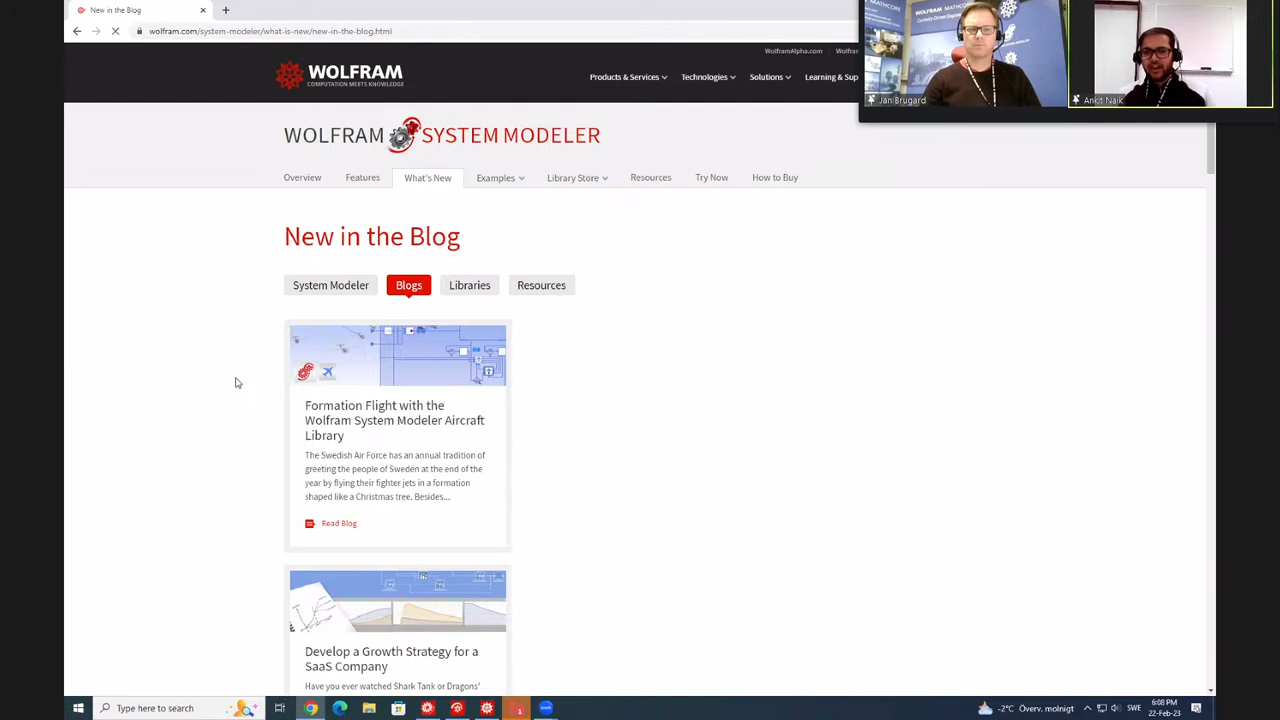 New in the Blog
wolfram.com/system-modeler/what-is-new/new-in-the-blog.html
WolframAlpha.com
WOLFRAM
COMPUTATION MEETS KNOWLEDGE
Products & Services
Technologies
Solutions
WOLFRAM MATHCORE
Jan Brugard
Ankit Naik
WOLFRAM SYSTEM MODELER
Overview
Features
What's New
Examples
Library Store
Resources
Try Now
How to Buy
New in the Blog
System Modeler
Blogs
Libraries
Resources
Formation Flight with the
Wolfram System Modeler Aircraft
Library
The Swedish Air Force has an annual tradition of
greeting the people of Sweden at the end of the
year by flying their fighter jets in a formation
shaped like a Christmas tree. Besides...
Read Blog
Develop a Growth Strategy for a
SaaS Company
Have you ever watched Shark Tank or Dragons'
Type here to search
-2°C Överv. molnigt
SWE
6:08 PM
22-Feb-23